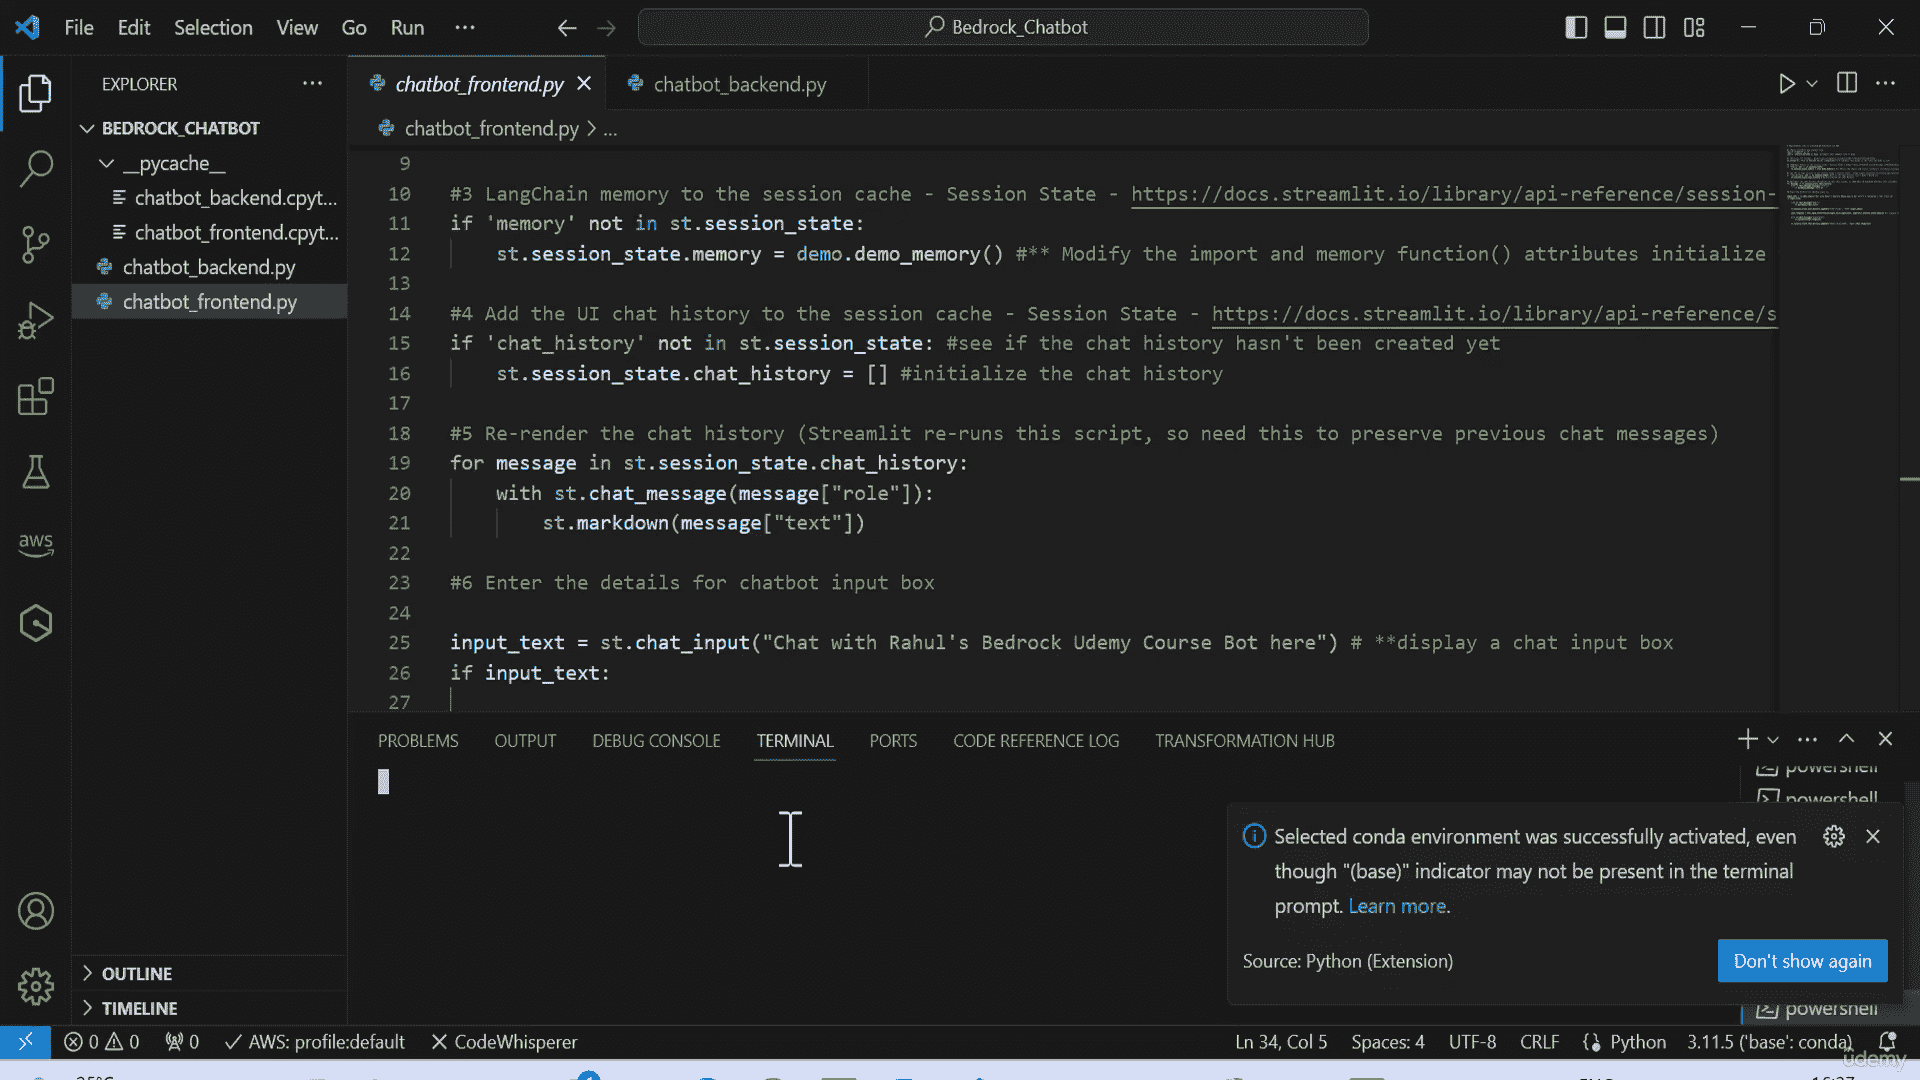 File Edit Selection View Go Run ···
Bedrock_Chatbot
EXPLORER ···
chatbot_frontend.py
chatbot_backend.py
BEDROCK_CHATBOT
chatbot_frontend.py > ...
__pycache__
chatbot_backend.cpyt...
chatbot_frontend.cpyt...
chatbot_backend.py
chatbot_frontend.py
aws
9
10 #3 LangChain memory to the session cache - Session State - https://docs.streamlit.io/library/api-reference/session-
11 if 'memory' not in st.session_state:
12 st.session_state.memory = demo.demo_memory() #** Modify the import and memory function() attributes initialize
13
14 #4 Add the UI chat history to the session cache - Session State - https://docs.streamlit.io/library/api-reference/s
15 if 'chat_history' not in st.session_state: #see if the chat history hasn't been created yet
16 st.session_state.chat_history = [] #initialize the chat history
17
18 #5 Re-render the chat history (Streamlit re-runs this script, so need this to preserve previous chat messages)
19 for message in st.session_state.chat_history:
20 with st.chat_message(message["role"]):
21 st.markdown(message["text"])
22
23 #6 Enter the details for chatbot input box
24
25 input_text = st.chat_input("Chat with Rahul's Bedrock Udemy Course Bot here") # **display a chat input box
26 if input_text:
27
PROBLEMS OUTPUT DEBUG CONSOLE TERMINAL PORTS CODE REFERENCE LOG TRANSFORMATION HUB
powershell
powershell
Selected conda environment was successfully activated, even
though "(base)" indicator may not be present in the terminal
prompt. Learn more.
Source: Python (Extension)
Don't show again
powershell
OUTLINE
TIMELINE
0 0 0 AWS: profile:default CodeWhisperer
Ln 34, Col 5 Spaces: 4 UTF-8 CRLF Python 3.11.5 ('base': conda)
udemy